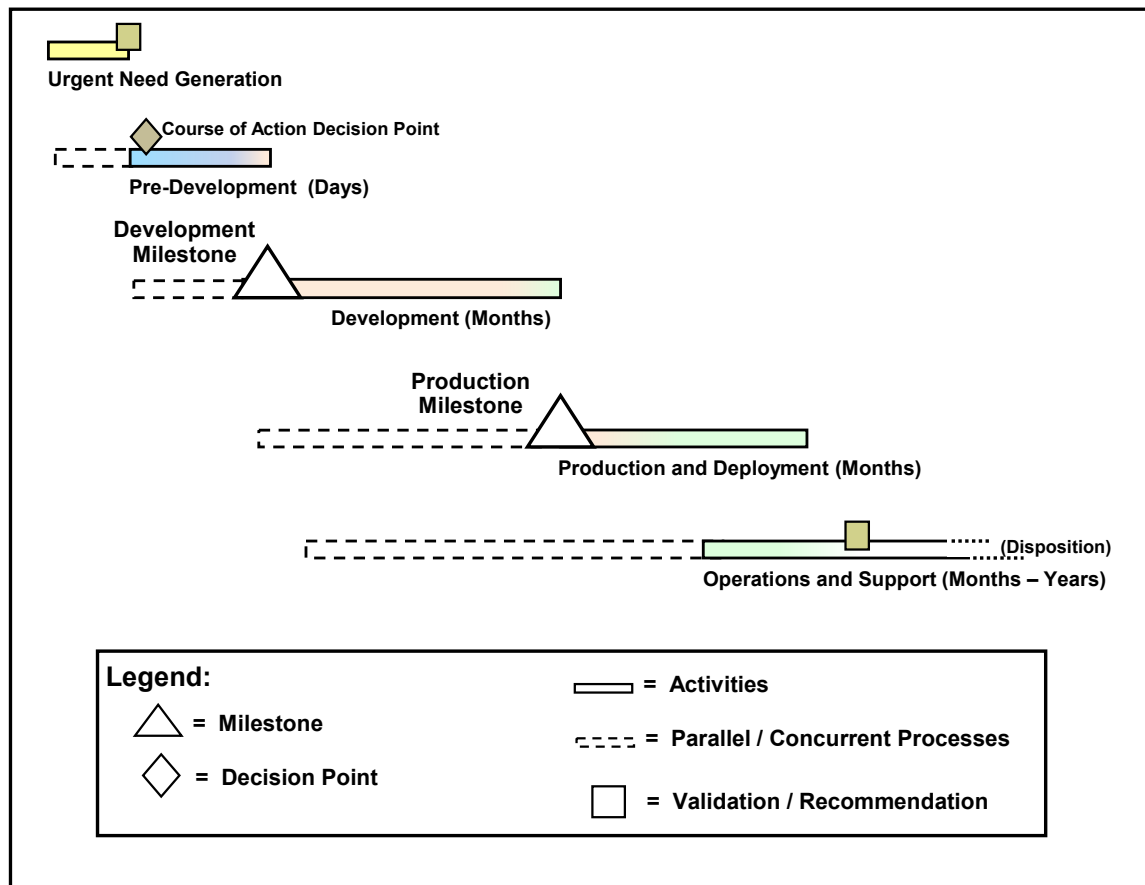 Urgent Need Generation
Course of Action Decision Point
Pre-Development (Days)
Development
Milestone
Development (Months)
Production
Milestone
Production and Deployment (Months)
(Disposition)
Operations and Support (Months – Years)
Legend:
= Milestone
= Decision Point
= Activities
= Parallel / Concurrent Processes
= Validation / Recommendation